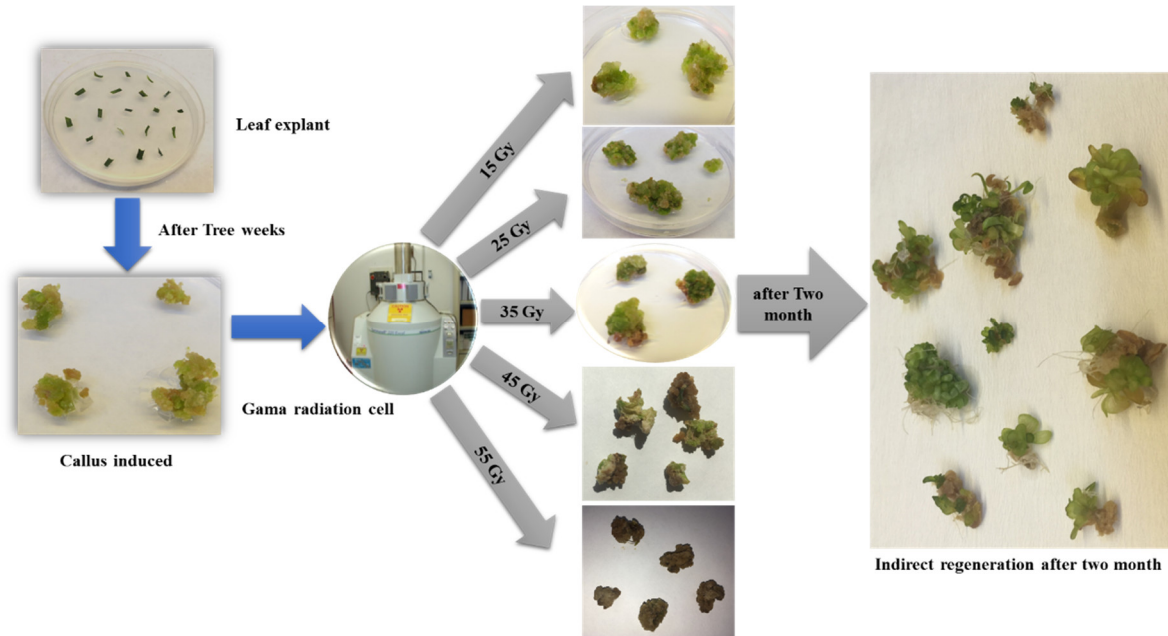 Leaf explant
After Tree weeks
Callus induced
Gama radiation cell
15 Gy
25 Gy
35 Gy
45 Gy
55 Gy
after Two
month
Indirect regeneration after two month